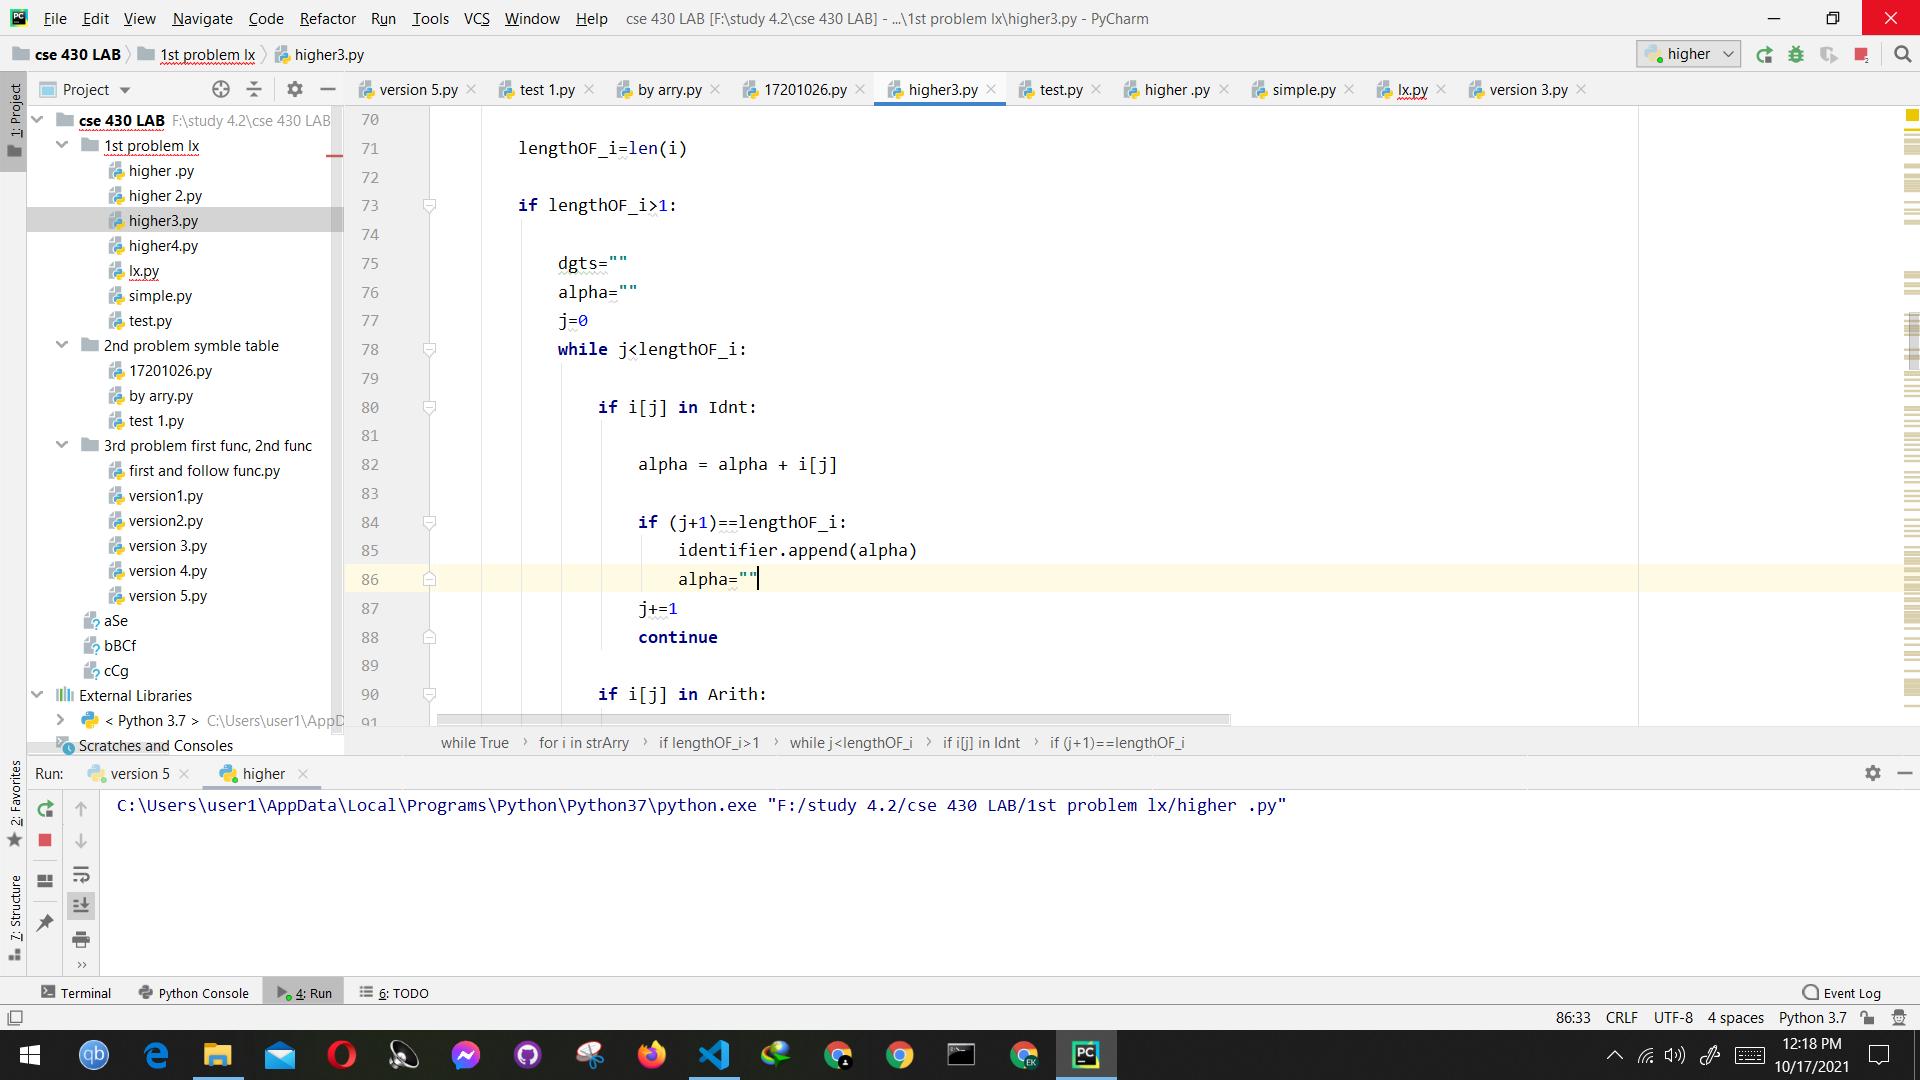 File Edit View Navigate Code Refactor Run Tools VCS Window Help cse 430 LAB [F:\study 4.2\cse 430 LAB] - ...\1st problem lx\higher3.py - PyCharm
cse 430 LAB 1st problem lx higher3.py higher
1: Project
Project
version 5.py test 1.py by arry.py 17201026.py higher3.py test.py higher .py simple.py lx.py version 3.py
cse 430 LAB F:\study 4.2\cse 430 LAB
1st problem lx
higher .py
higher 2.py
higher3.py
higher4.py
lx.py
simple.py
test.py
2nd problem symble table
17201026.py
by arry.py
test 1.py
3rd problem first func, 2nd func
first and follow func.py
version1.py
version2.py
version 3.py
version 4.py
version 5.py
aSe
bBCf
cCg
External Libraries
< Python 3.7 > C:\Users\user1\AppD
Scratches and Consoles
70
71 lengthOF_i=len(i)
72
73 if lengthOF_i>1:
74
75 dgts=""
76 alpha=""
77 j=0
78 while j<lengthOF_i:
79
80 if i[j] in Idnt:
81
82 alpha = alpha + i[j]
83
84 if (j+1)==lengthOF_i:
85 identifier.append(alpha)
86 alpha=""
87 j+=1
88 continue
89
90 if i[j] in Arith:
91
while True for i in strArry if lengthOF_i>1 while j<lengthOF_i if i[j] in Idnt if (j+1)==lengthOF_i
Run: version 5 higher
C:\Users\user1\AppData\Local\Programs\Python\Python37\python.exe "F:/study 4.2/cse 430 LAB/1st problem lx/higher .py"
2: Favorites
7: Structure
Terminal Python Console 4: Run 6: TODO Event Log
86:33 CRLF UTF-8 4 spaces Python 3.7
12:18 PM
10/17/2021